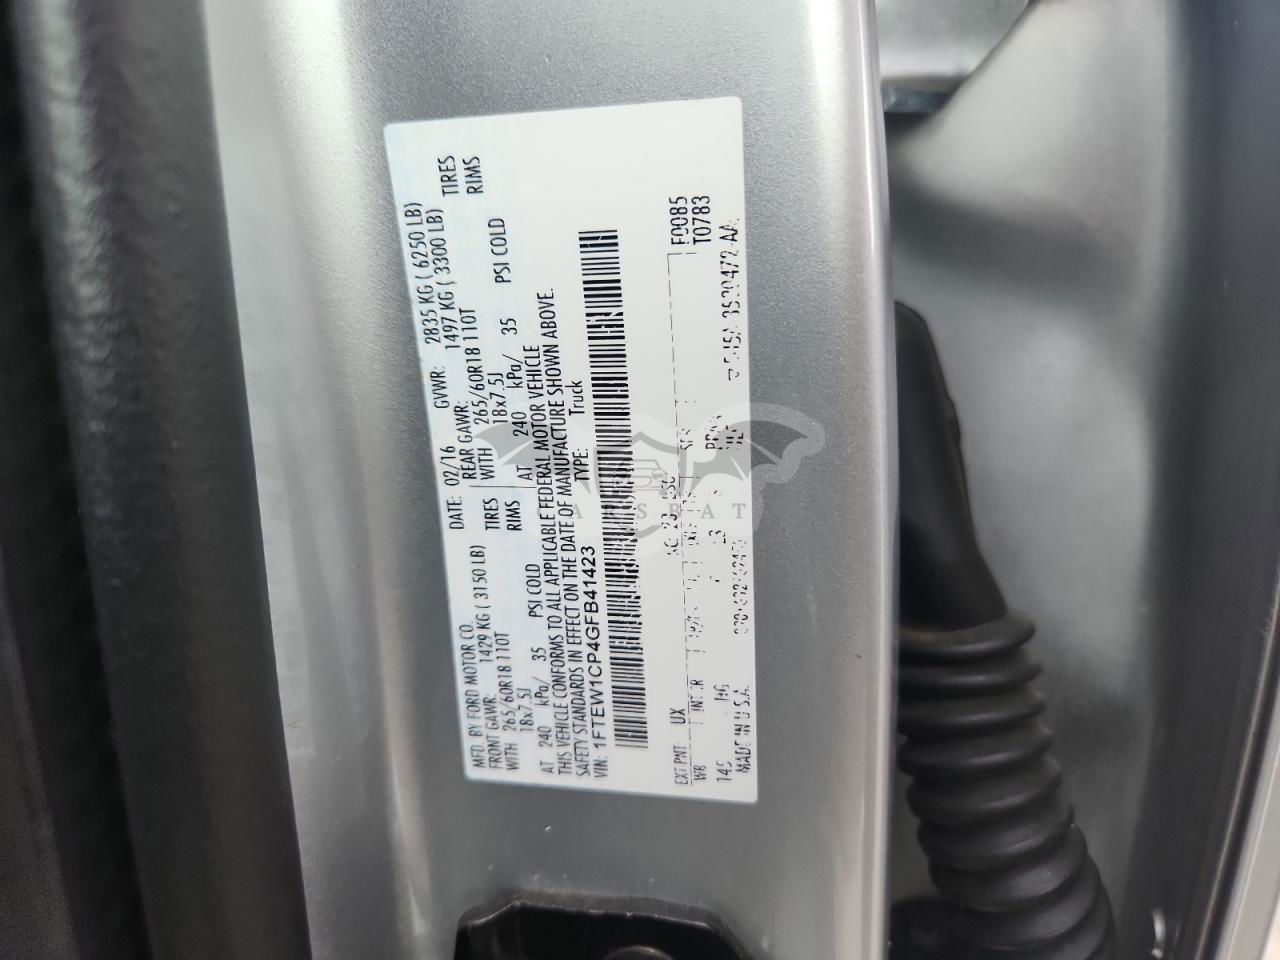 MFD. BY FORD MOTOR CO.
DATE: 02/16 GVWR: 2835 KG ( 6250 LB)
FRONT GAWR: 1429 KG ( 3150 LB) REAR GAWR: 1497 KG ( 3300 LB)
WITH 265/60R18 110T TIRES WITH 265/60R18 110T TIRES
18x7.5J RIMS 18x7.5J RIMS
AT 240 kPa/ 35 PSI COLD AT 240 kPa/ 35 PSI COLD
THIS VEHICLE CONFORMS TO ALL APPLICABLE FEDERAL MOTOR VEHICLE
SAFETY STANDARDS IN EFFECT ON THE DATE OF MANUFACTURE SHOWN ABOVE.
VIN: 1FTEW1CP4GFB41423 TYPE: Truck
EXT PNT: UX F0085
WB T0783
145
MADE IN U.S.A.
CARSBAT